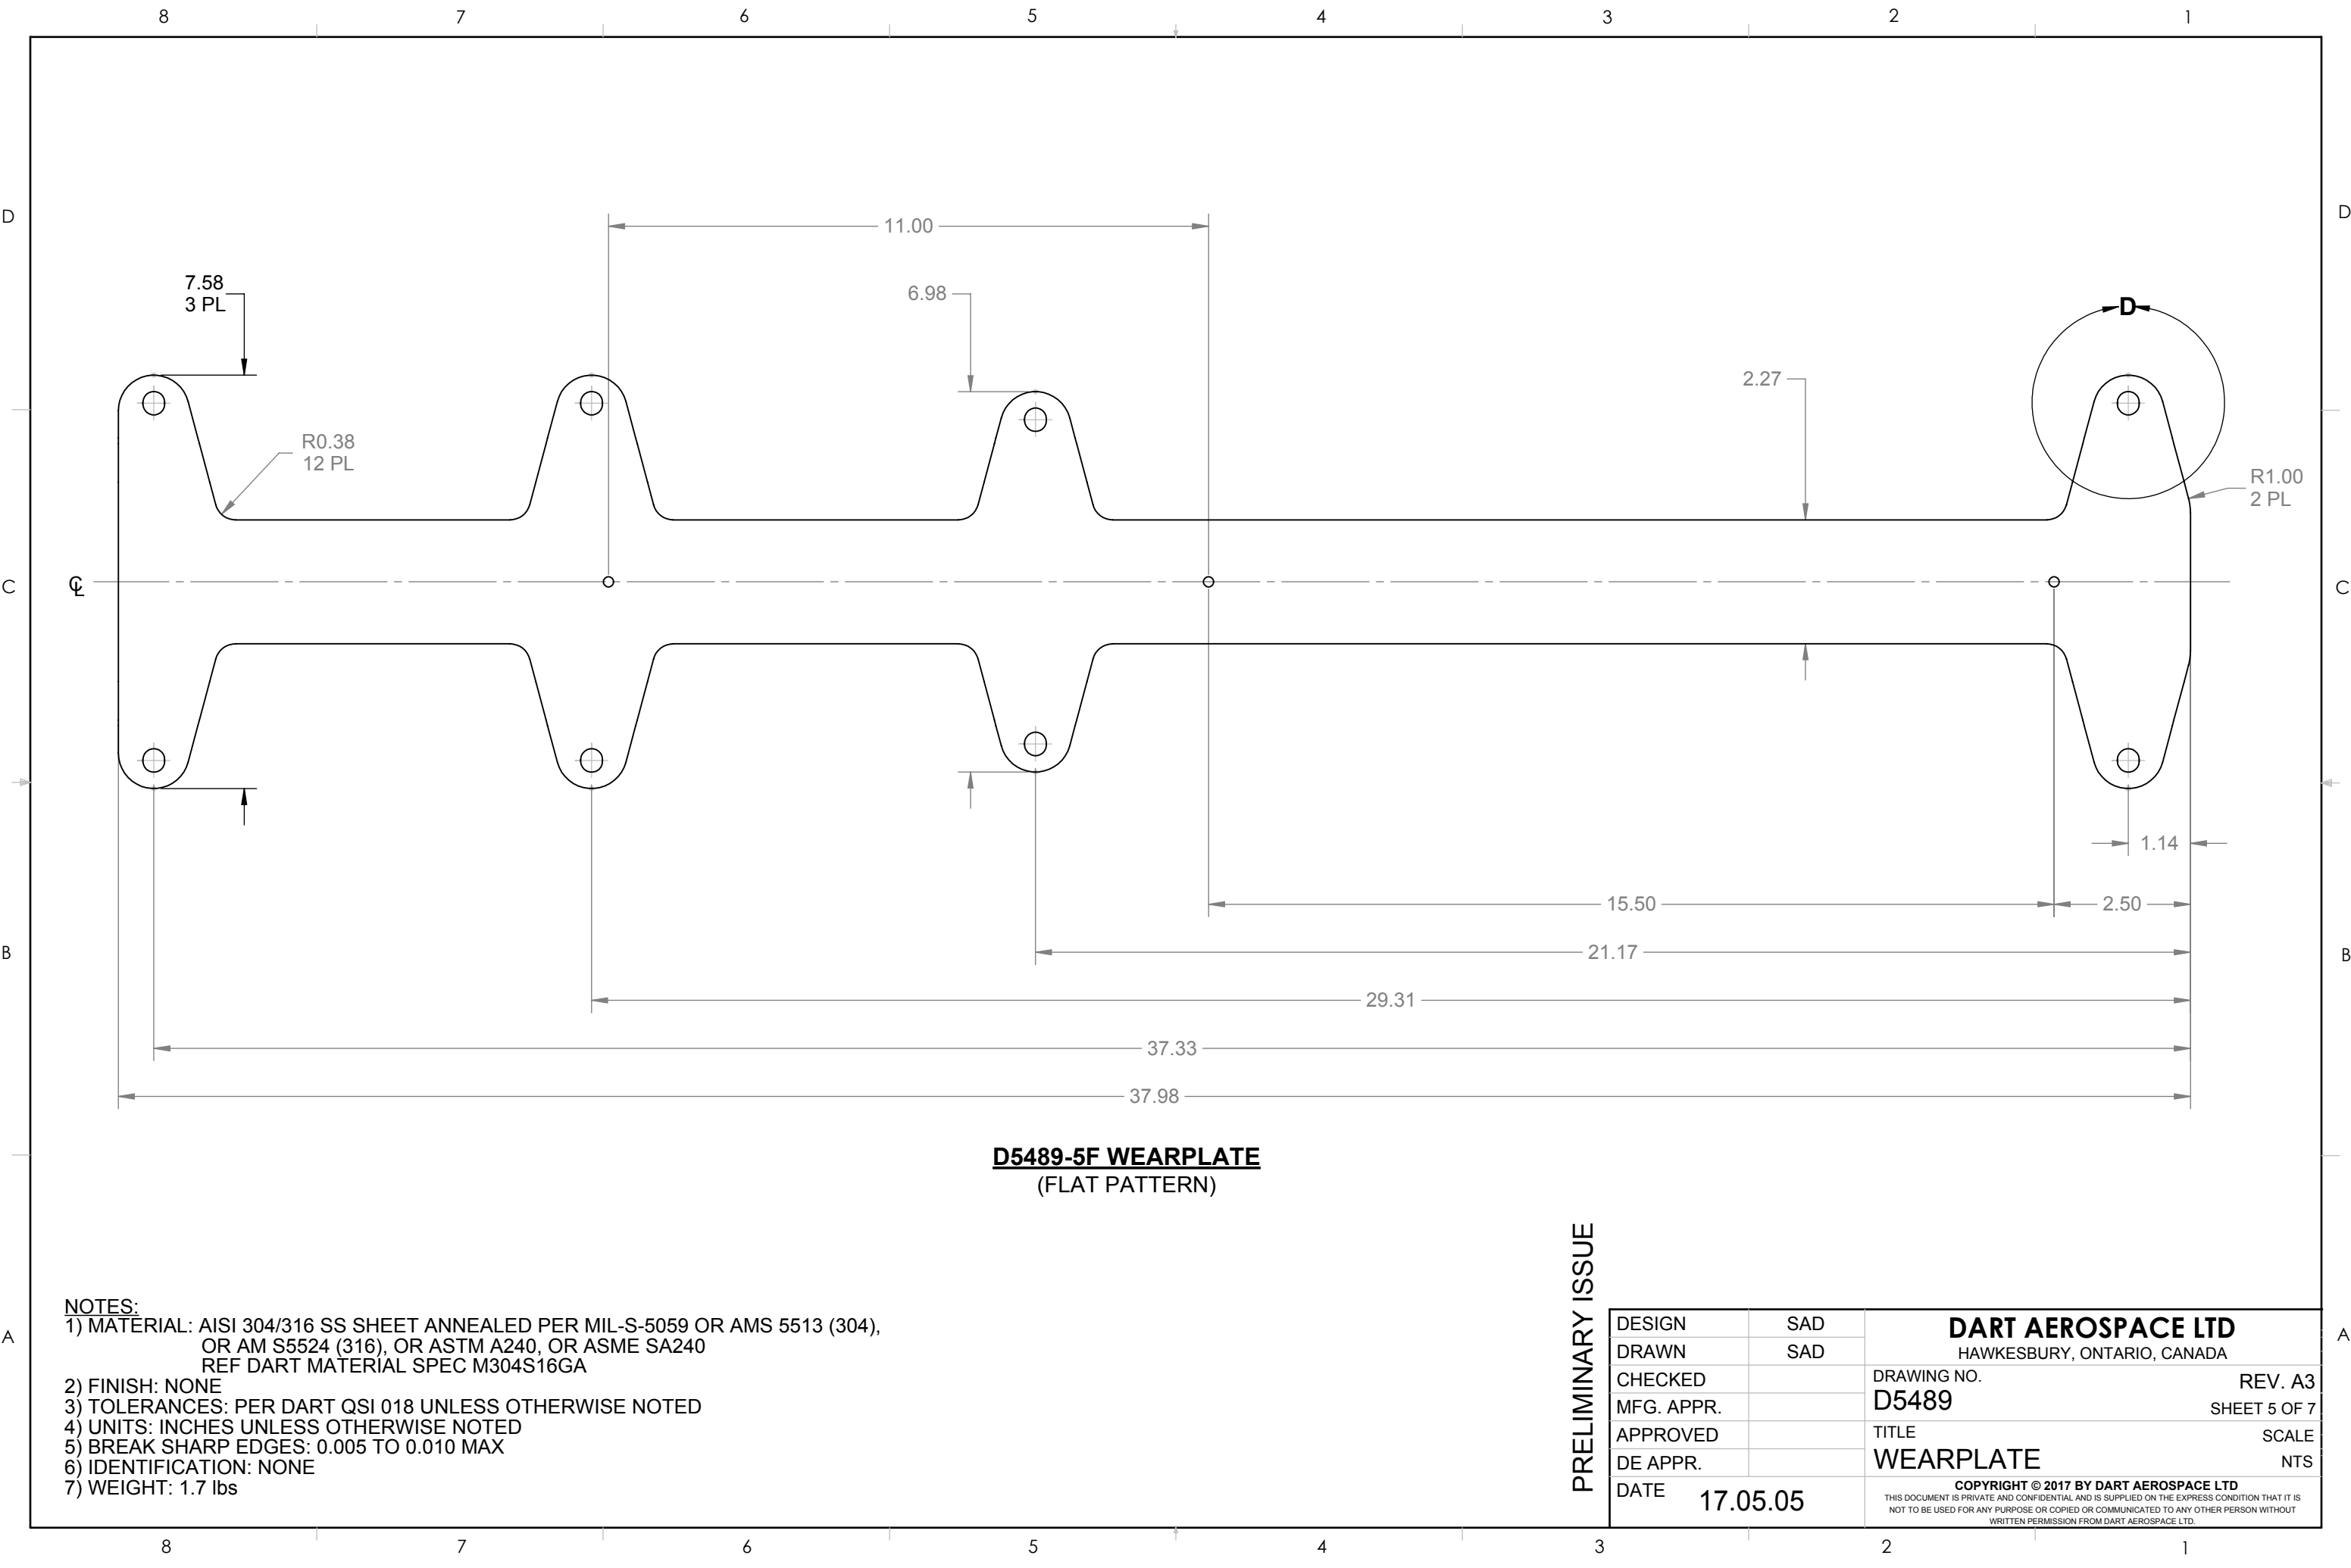 8 7 6 5 4 3 2 1
D
D
11.00
7.58
3 PL
6.98
D
2.27
R0.38
12 PL
R1.00
2 PL
C
℄
C
1.14
15.50
2.50
B
21.17
B
29.31
37.33
37.98
D5489-5F WEARPLATE
(FLAT PATTERN)
PRELIMINARY ISSUE
NOTES:
1) MATERIAL: AISI 304/316 SS SHEET ANNEALED PER MIL-S-5059 OR AMS 5513 (304),
OR AM S5524 (316), OR ASTM A240, OR ASME SA240
REF DART MATERIAL SPEC M304S16GA
2) FINISH: NONE
3) TOLERANCES: PER DART QSI 018 UNLESS OTHERWISE NOTED
4) UNITS: INCHES UNLESS OTHERWISE NOTED
5) BREAK SHARP EDGES: 0.005 TO 0.010 MAX
6) IDENTIFICATION: NONE
7) WEIGHT: 1.7 lbs
A
A
DESIGN SAD
DRAWN SAD
CHECKED
MFG. APPR.
APPROVED
DE APPR.
DATE 17.05.05
DART AEROSPACE LTD
HAWKESBURY, ONTARIO, CANADA
DRAWING NO.
D5489
REV. A3
SHEET 5 OF 7
TITLE
WEARPLATE
SCALE
NTS
COPYRIGHT © 2017 BY DART AEROSPACE LTD
THIS DOCUMENT IS PRIVATE AND CONFIDENTIAL AND IS SUPPLIED ON THE EXPRESS CONDITION THAT IT IS
NOT TO BE USED FOR ANY PURPOSE OR COPIED OR COMMUNICATED TO ANY OTHER PERSON WITHOUT
WRITTEN PERMISSION FROM DART AEROSPACE LTD.
8 7 6 5 4 3 2 1